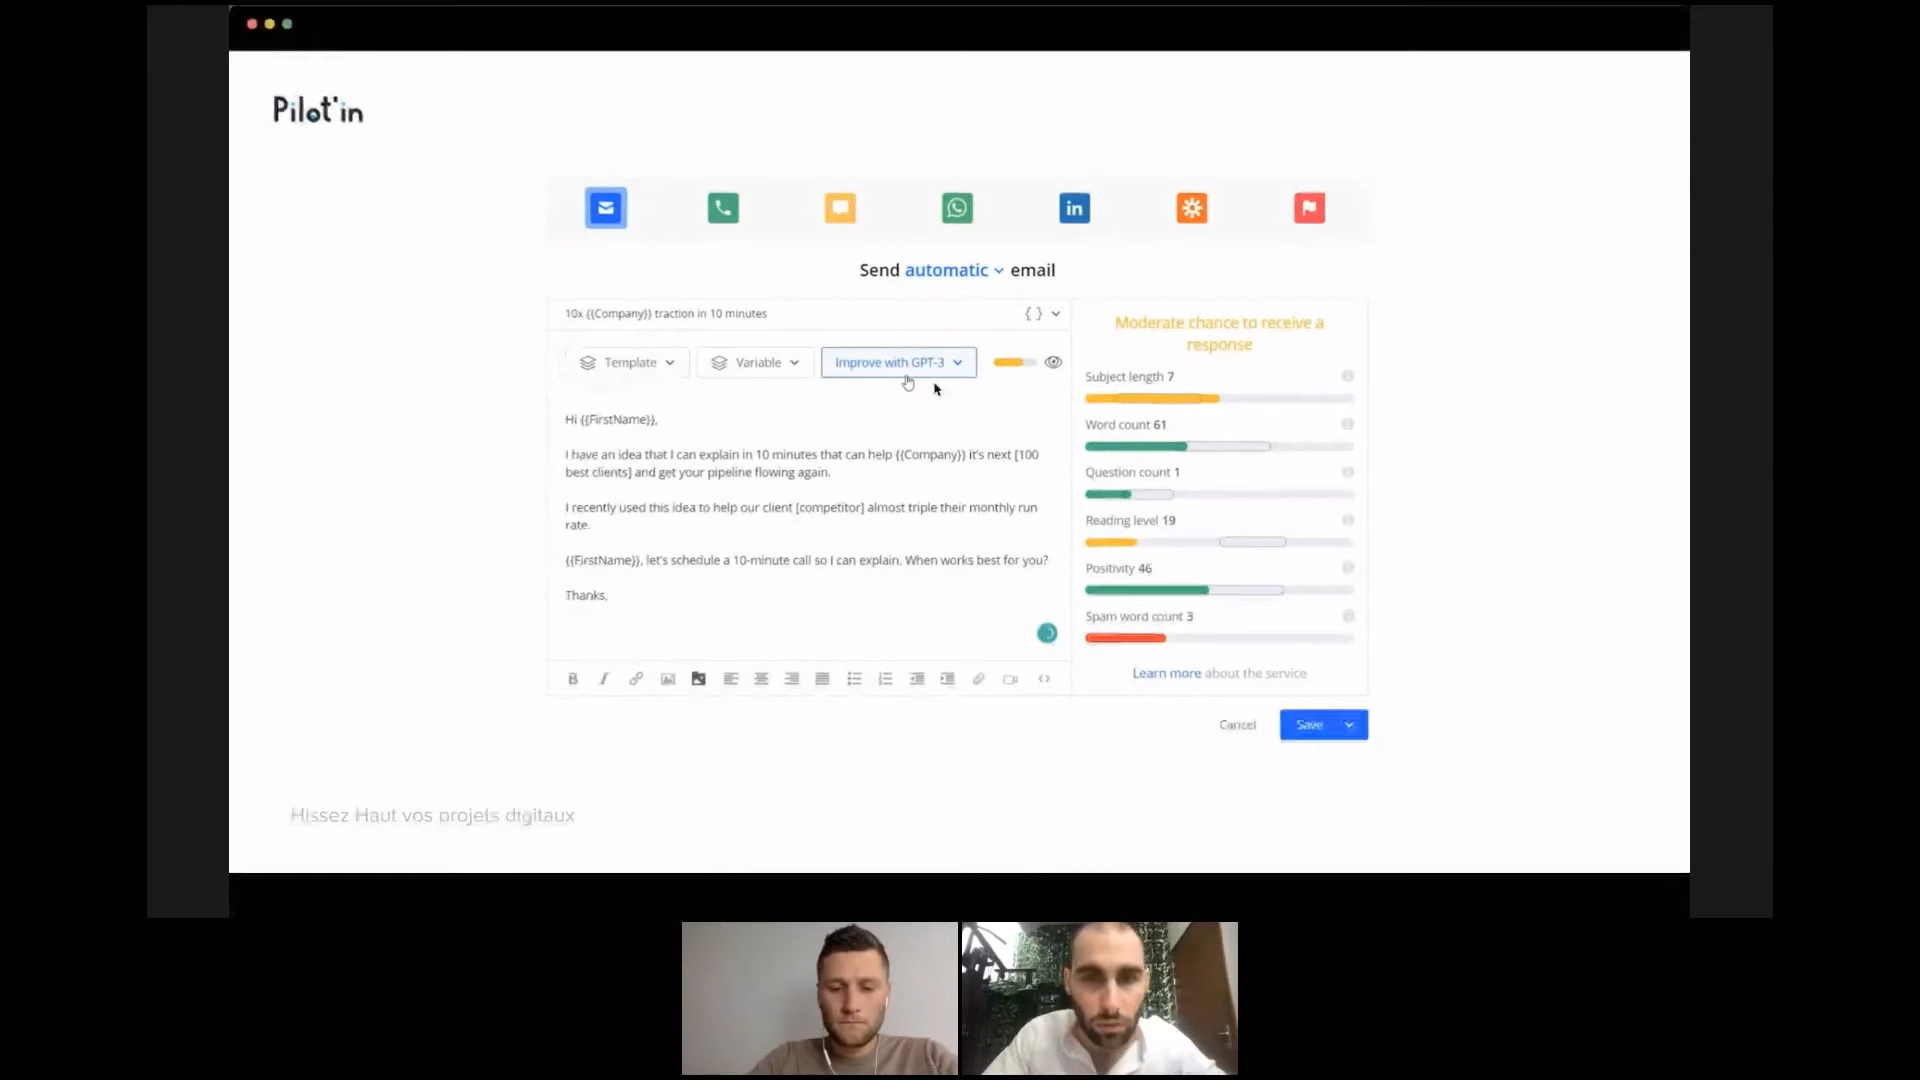 Pilot'in
in
Send automatic email
10x {{Company}} traction in 10 minutes
{ }
Template
Variable
Improve with GPT-3
Hi {{FirstName}},
I have an idea that I can explain in 10 minutes that can help {{Company}} it's next [100
best clients] and get your pipeline flowing again.
I recently used this idea to help our client [competitor] almost triple their monthly run
rate.
{{FirstName}}, let's schedule a 10-minute call so I can explain. When works best for you?
Thanks,
B I
Moderate chance to receive a
response
Subject length 7
Word count 61
Question count 1
Reading level 19
Positivity 46
Spam word count 3
Learn more about the service
Cancel
Save
Hissez Haut vos projets digitaux